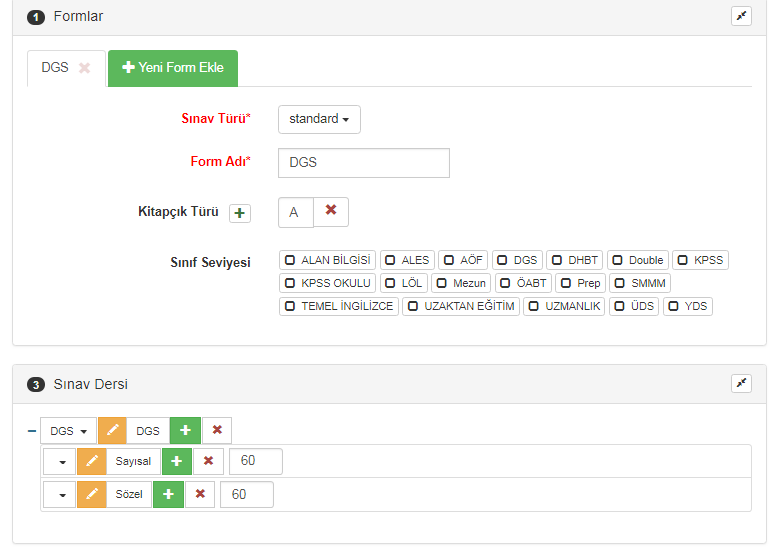 1 Formlar
DGS Yeni Form Ekle
Sınav Türü* standard
Form Adı* DGS
Kitapçık Türü A
Sınıf Seviyesi ALAN BİLGİSİ ALES AÖF DGS DHBT Double KPSS
KPSS OKULU LÖL Mezun ÖABT Prep SMMM
TEMEL İNGİLİZCE UZAKTAN EĞİTİM UZMANLIK ÜDS YDS
3 Sınav Dersi
DGS DGS
Sayısal 60
Sözel 60